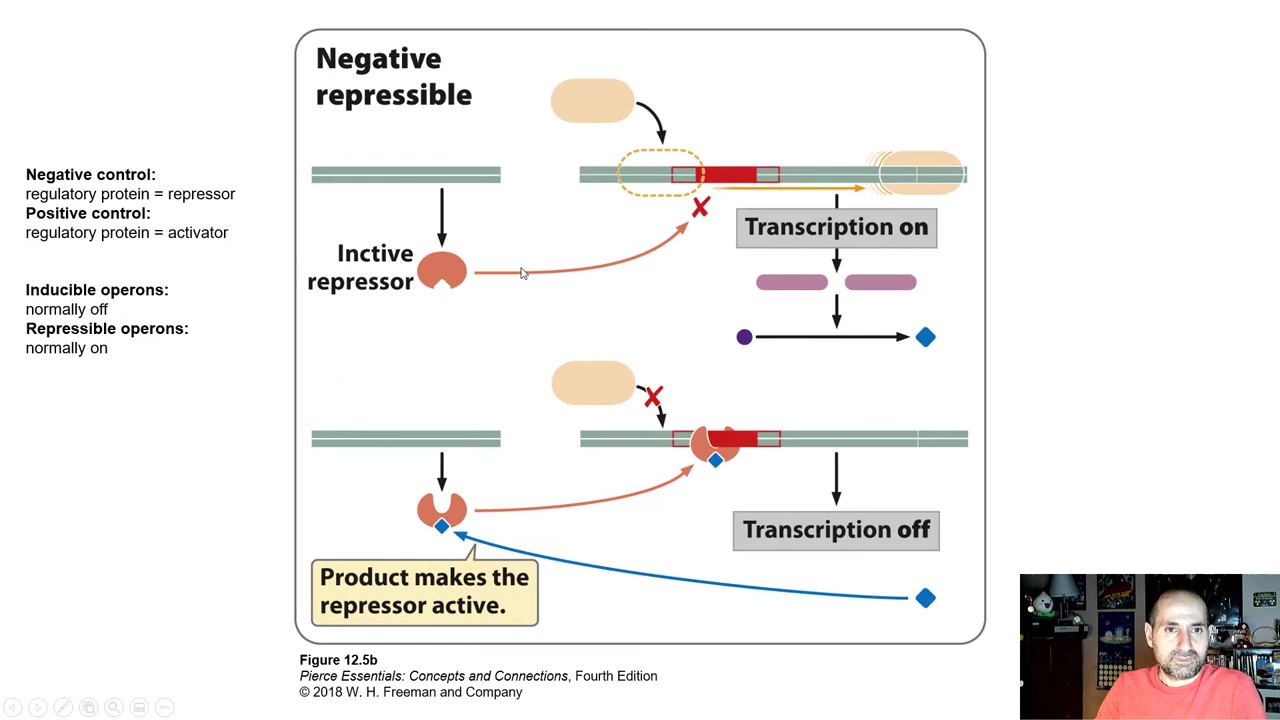 Negative
repressible
Negative control:
regulatory protein = repressor
Positive control:
regulatory protein = activator
Inducible operons:
normally off
Repressible operons:
normally on
Inctive
repressor
Transcription on
Transcription off
Product makes the
repressor active.
Figure 12.5b
Pierce Essentials: Concepts and Connections, Fourth Edition
© 2018 W. H. Freeman and Company